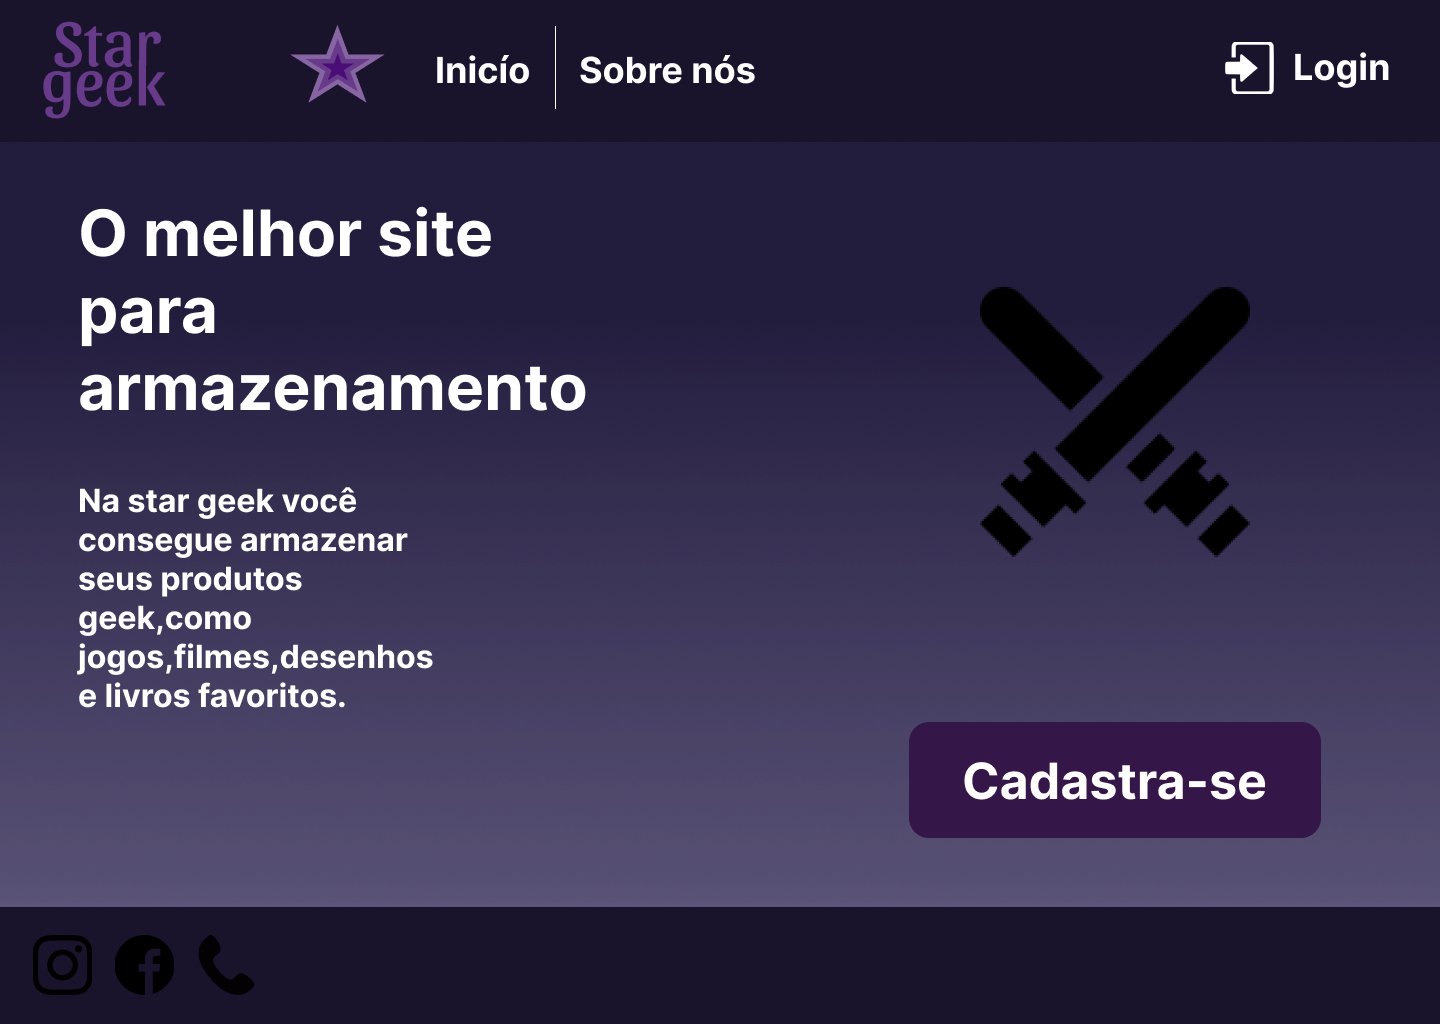 Star
geek
Inicío
Sobre nós
Login
O melhor site
para
armazenamento
Na star geek você
consegue armazenar
seus produtos
geek,como
jogos,filmes,desenhos
e livros favoritos.
Cadastra-se